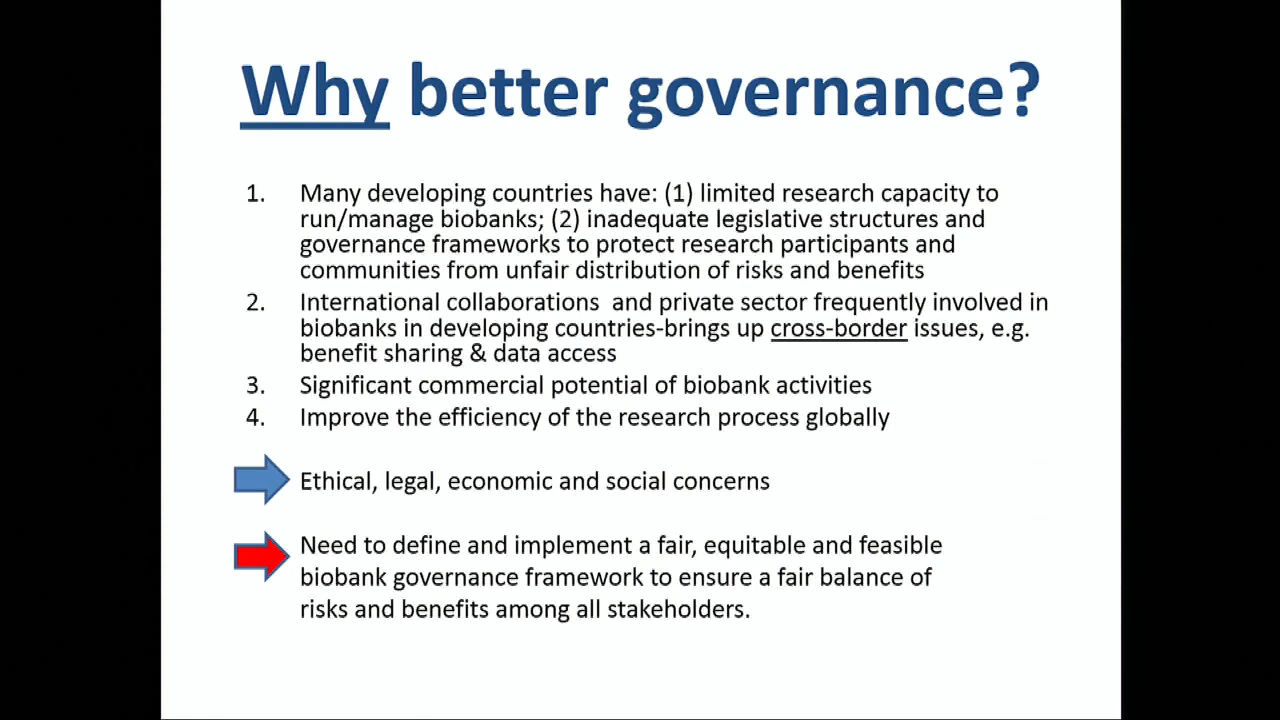 Why better governance?
1. Many developing countries have: (1) limited research capacity to
run/manage biobanks; (2) inadequate legislative structures and
governance frameworks to protect research participants and
communities from unfair distribution of risks and benefits
2. International collaborations  and private sector frequently involved in
biobanks in developing countries-brings up cross-border issues, e.g.
benefit sharing & data access
3. Significant commercial potential of biobank activities
4. Improve the efficiency of the research process globally
Ethical, legal, economic and social concerns
Need to define and implement a fair, equitable and feasible
biobank governance framework to ensure a fair balance of
risks and benefits among all stakeholders.